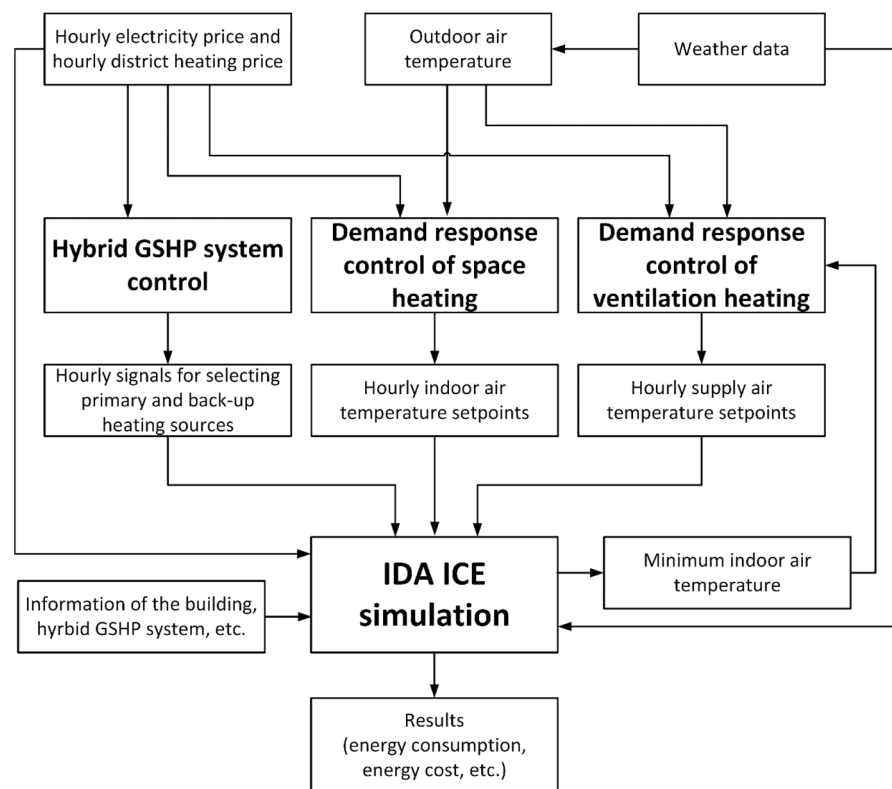 Hourly electricity price and
hourly district heating price
Outdoor air
temperature
Weather data
Hybrid GSHP system
control
Demand response
control of space
heating
Demand response
control of
ventilation heating
Hourly signals for selecting
primary and back-up
heating sources
Hourly indoor air
temperature setpoints
Hourly supply air
temperature setpoints
IDA ICE
simulation
Minimum indoor air
temperature
Information of the building,
hyrbid GSHP system, etc.
Results
(energy consumption,
energy cost, etc.)